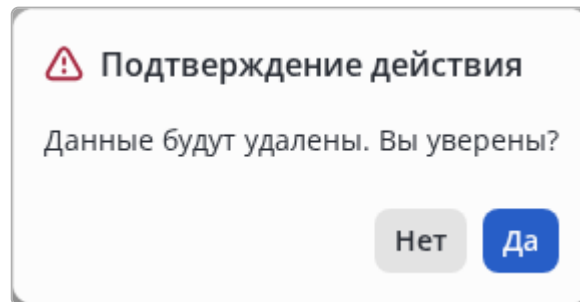 Подтверждение действия
Данные будут удалены. Вы уверены?
Нет Да